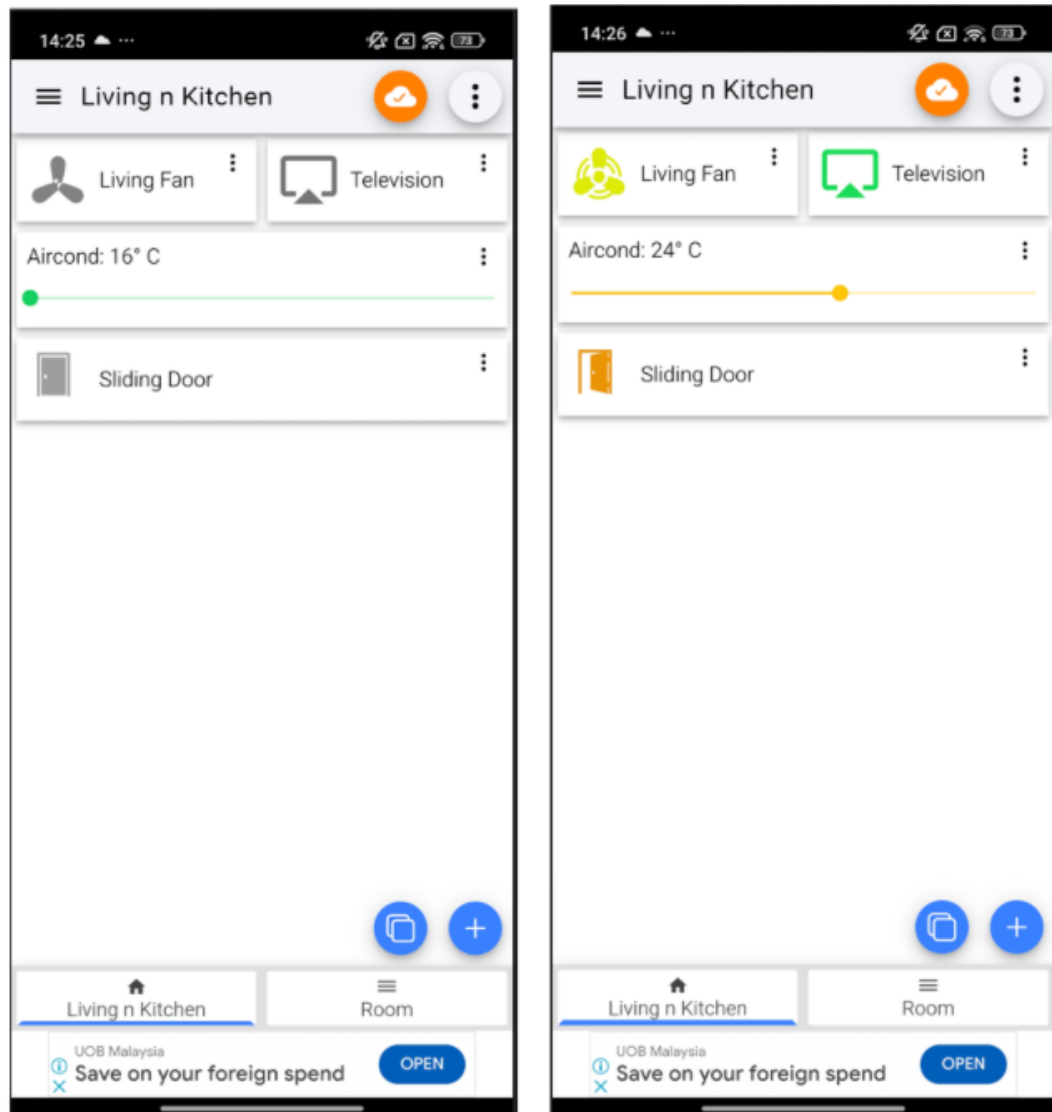 14:25 ...
73
Living n Kitchen
Living Fan
Television
Aircond: 16° C
Sliding Door
Living n Kitchen
Room
UOB Malaysia
Save on your foreign spend
OPEN
14:26 ...
73
Living n Kitchen
Living Fan
Television
Aircond: 24° C
Sliding Door
Living n Kitchen
Room
UOB Malaysia
Save on your foreign spend
OPEN